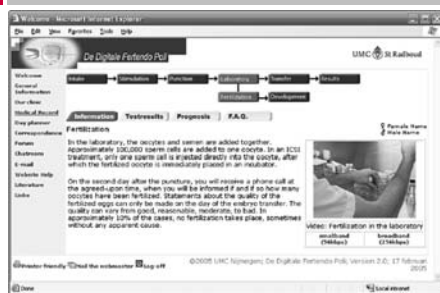 Welcome - Microsoft Internet Explorer
File Edit View Favorites Tools Help
De Digitale Fertendo Poli
UMC St Radboud
Intake
Stimulation
Punction
Laboratory
Transfer
Results
Fertilization
Development
Welcome
General
Information
Our clinic
Medical Record
Day planner
Correspondence
Forum
Chatroom
E-mail
Website Help
Literature
Links
Information Testresults Prognosis F.A.Q.
Female Name
Male Name
Fertilization
In the laboratory, the oocytes and semen are added together.
Approximately 100,000 sperm cells are added to one oocyte. In an ICSI
treatment, only one sperm cell is injected directly into the oocyte, after
which the fertilized oocyte is immediately placed in an incubator.
On the second day after the puncture, you will receive a phone call at
the agreed-upon time, when you will be informed if and if so how many
oocytes have been fertilized. Statements about the quality of the
fertilized eggs can only be made on the day of the embryo transfer. The
quality can vary from good, reasonable, moderate, to bad. In
approximately 10% of the cases, no fertilization takes place, sometimes
without any apparent cause.
Video: Fertilization in the laboratory
smallband
(56kbps)
broadband
(256kbps)
Printer friendly Mail the webmaster Log off
©2005 UMC Nijmegen; De Digitale Fertendo Poli, Version 2.0; 17 februari
2005
Done
Local intranet